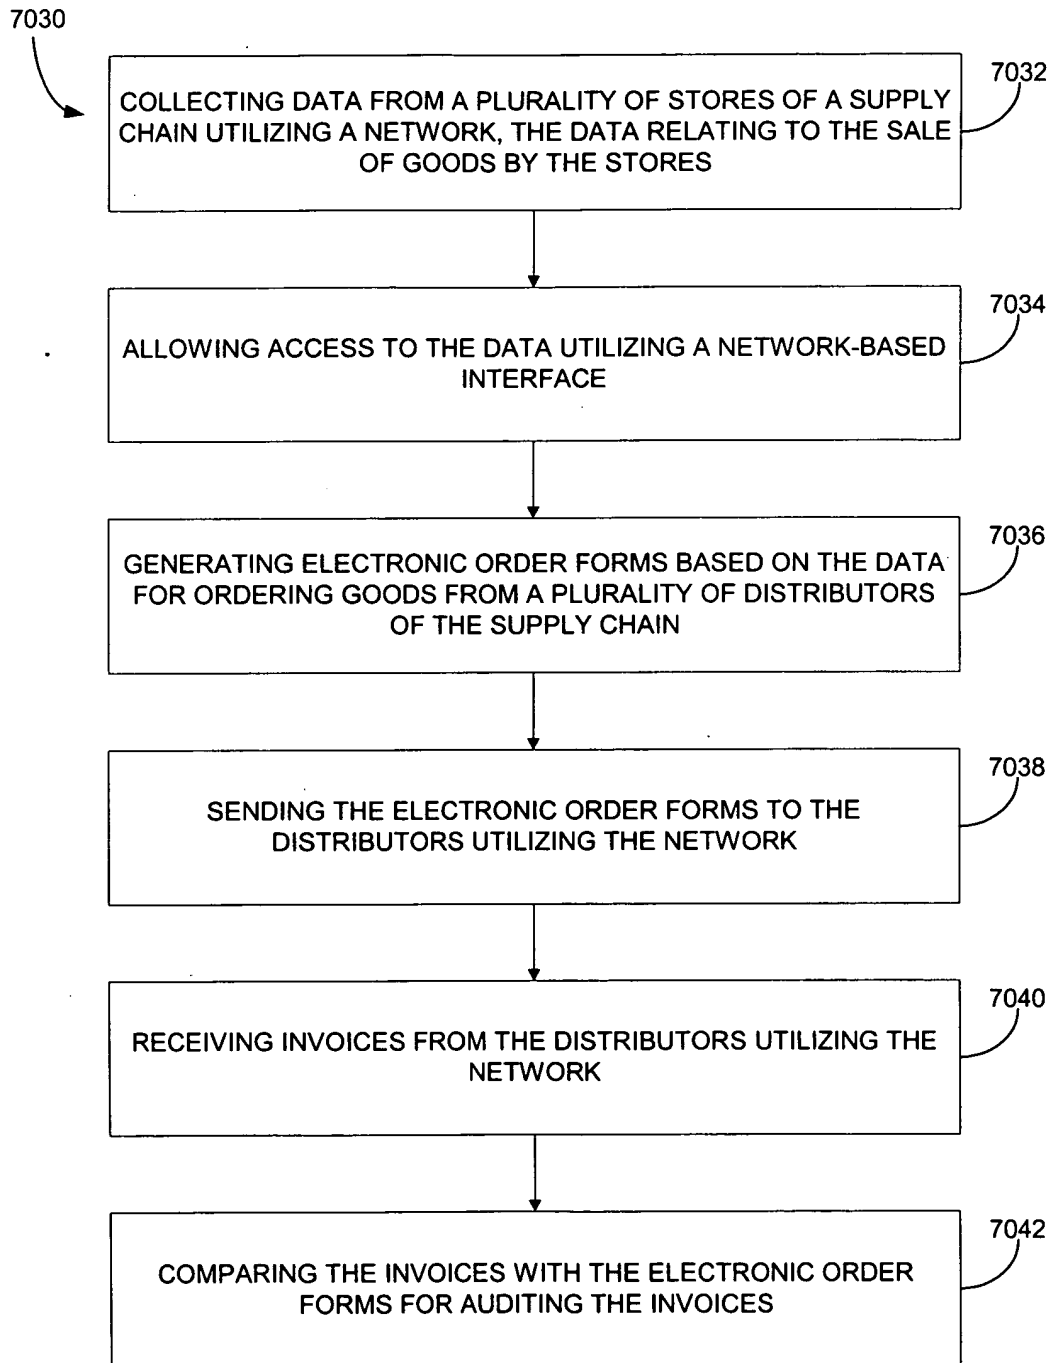 7030
7032
COLLECTING DATA FROM A PLURALITY OF STORES OF A SUPPLY
CHAIN UTILIZING A NETWORK, THE DATA RELATING TO THE SALE
OF GOODS BY THE STORES
7034
ALLOWING ACCESS TO THE DATA UTILIZING A NETWORK-BASED
INTERFACE
7036
GENERATING ELECTRONIC ORDER FORMS BASED ON THE DATA
FOR ORDERING GOODS FROM A PLURALITY OF DISTRIBUTORS
OF THE SUPPLY CHAIN
7038
SENDING THE ELECTRONIC ORDER FORMS TO THE
DISTRIBUTORS UTILIZING THE NETWORK
7040
RECEIVING INVOICES FROM THE DISTRIBUTORS UTILIZING THE
NETWORK
7042
COMPARING THE INVOICES WITH THE ELECTRONIC ORDER
FORMS FOR AUDITING THE INVOICES